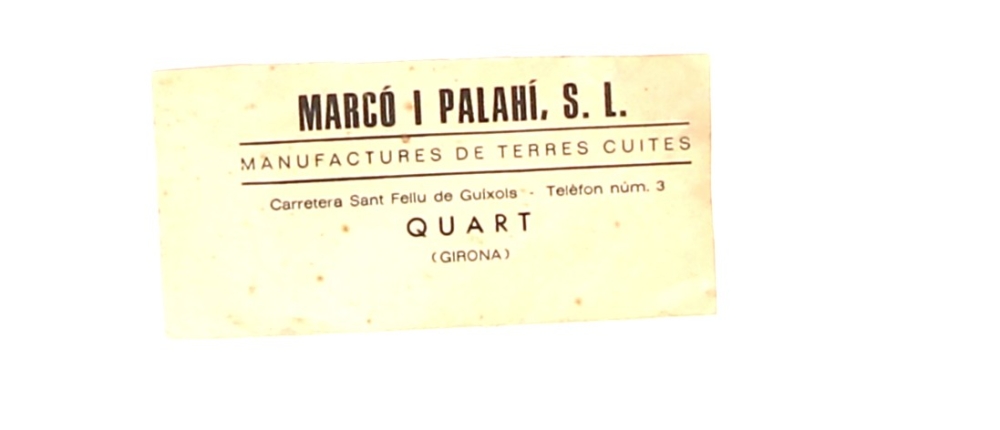 MARCÓ I PALAHÍ, S. L.
MANUFACTURES DE TERRES CUITES
Carretera Sant Feliu de Guíxols - Telèfon núm. 3
QUART
(GIRONA)